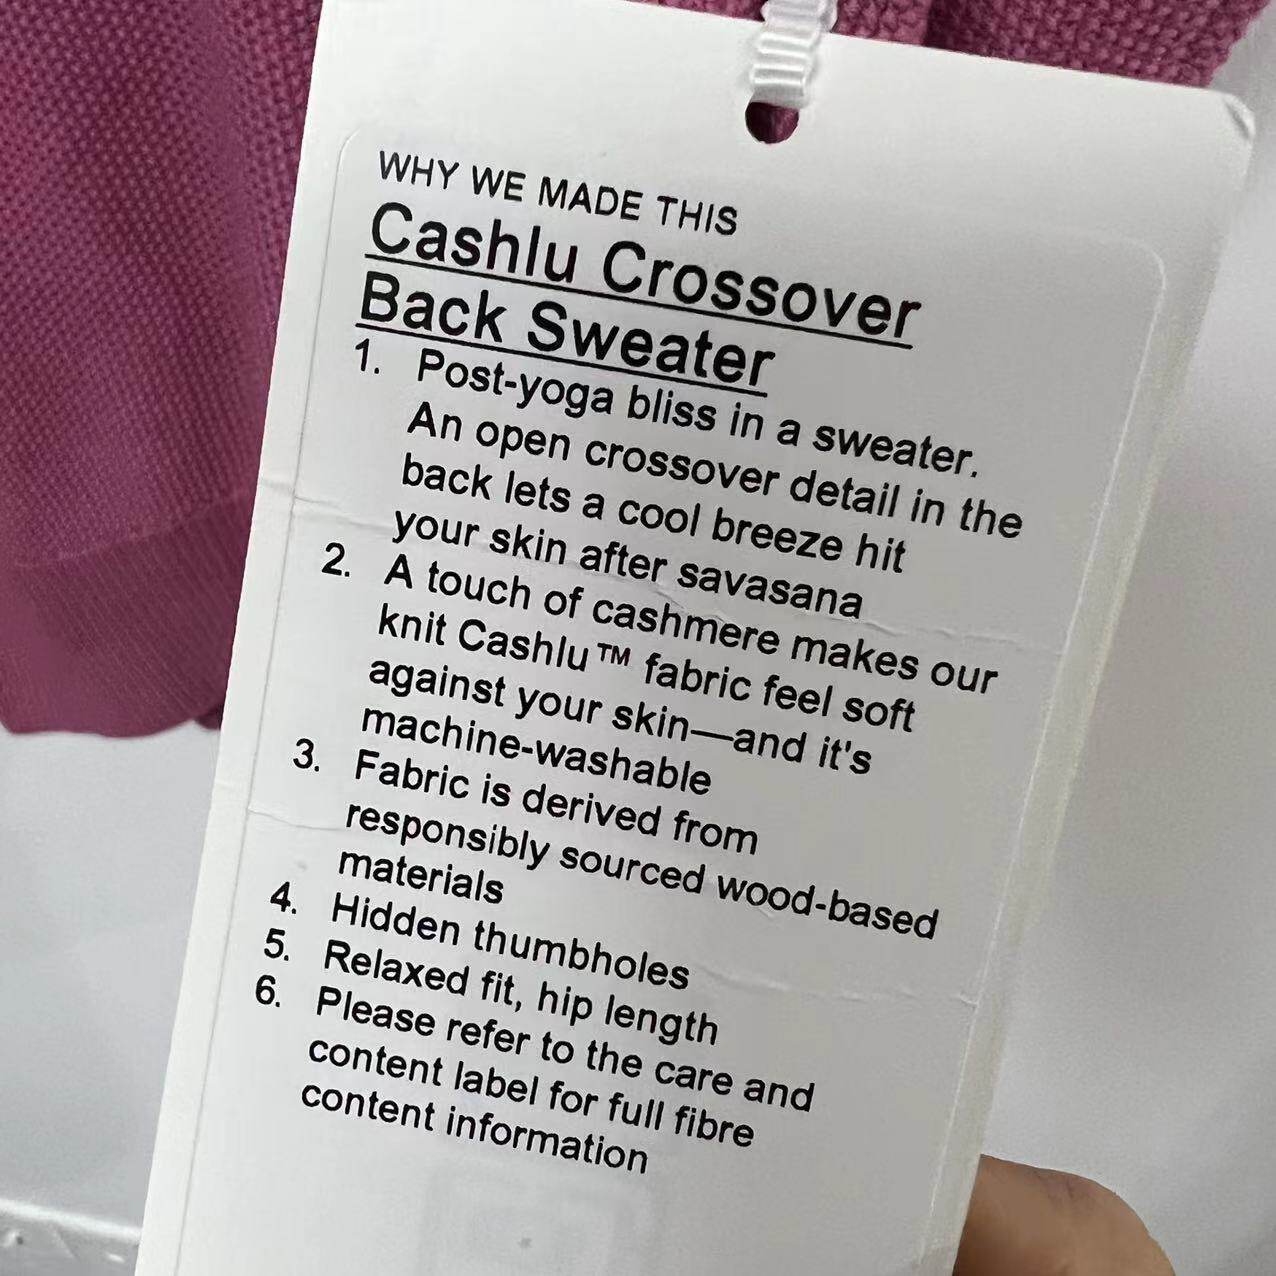 WHY WE MADE THIS
Cashlu Crossover
Back Sweater
1. Post-yoga bliss in a sweater.
An open crossover detail in the
back lets a cool breeze hit
your skin after savasana
2. A touch of cashmere makes our
knit Cashlu™ fabric feel soft
against your skin—and it's
machine-washable
3. Fabric is derived from
responsibly sourced wood-based
materials
4. Hidden thumbholes
5. Relaxed fit, hip length
6. Please refer to the care and
content label for full fibre
content information